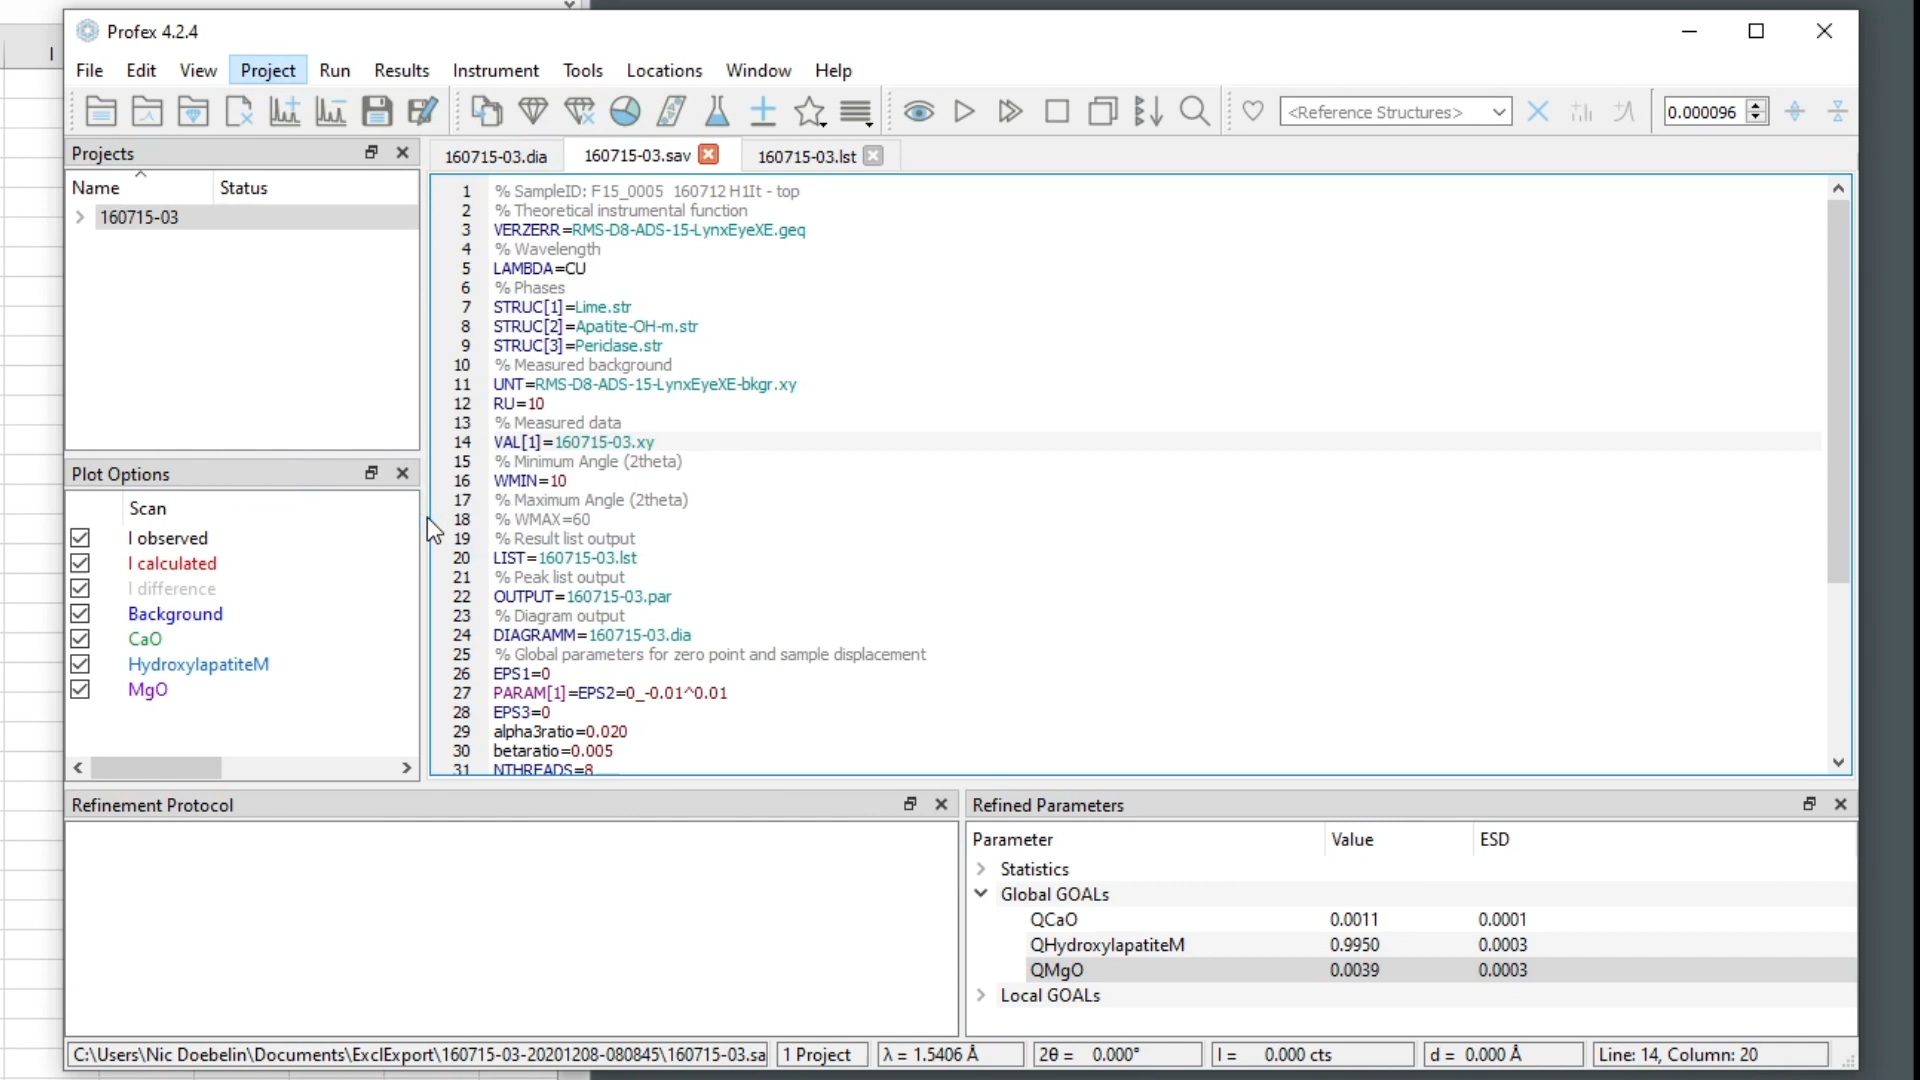 I
Profex 4.2.4
File Edit View Project Run Results Instrument Tools Locations Window Help
<Reference Structures>
0.000096
Projects
Name Status
160715-03
Plot Options
Scan
I observed
I calculated
I difference
Background
CaO
HydroxylapatiteM
MgO
160715-03.dia 160715-03.sav 160715-03.lst
1 % SampleID: F15_0005 160712 H1lt - top
2 % Theoretical instrumental function
3 VERZERR=RMS-D8-ADS-15-LynxEyeXE.geq
4 % Wavelength
5 LAMBDA=CU
6 % Phases
7 STRUC[1]=Lime.str
8 STRUC[2]=Apatite-OH-m.str
9 STRUC[3]=Periclase.str
10 % Measured background
11 UNT=RMS-D8-ADS-15-LynxEyeXE-bkgr.xy
12 RU=10
13 % Measured data
14 VAL[1]=160715-03.xy
15 % Minimum Angle (2theta)
16 WMIN=10
17 % Maximum Angle (2theta)
18 % WMAX=60
19 % Result list output
20 LIST=160715-03.lst
21 % Peak list output
22 OUTPUT=160715-03.par
23 % Diagram output
24 DIAGRAMM=160715-03.dia
25 % Global parameters for zero point and sample displacement
26 EPS1=0
27 PARAM[1]=EPS2=0_-0.01^0.01
28 EPS3=0
29 alpha3ratio=0.020
30 betaratio=0.005
31 NTHREADS=8
Refinement Protocol
Refined Parameters
Parameter Value ESD
Statistics
Global GOALs
QCaO 0.0011 0.0001
QHydroxylapatiteM 0.9950 0.0003
QMgO 0.0039 0.0003
Local GOALs
C:\Users\Nic Doebelin\Documents\ExclExport\160715-03-20201208-080845\160715-03.sa 1 Project λ = 1.5406 Å 2θ = 0.000° I = 0.000 cts d = 0.000 Å Line: 14, Column: 20